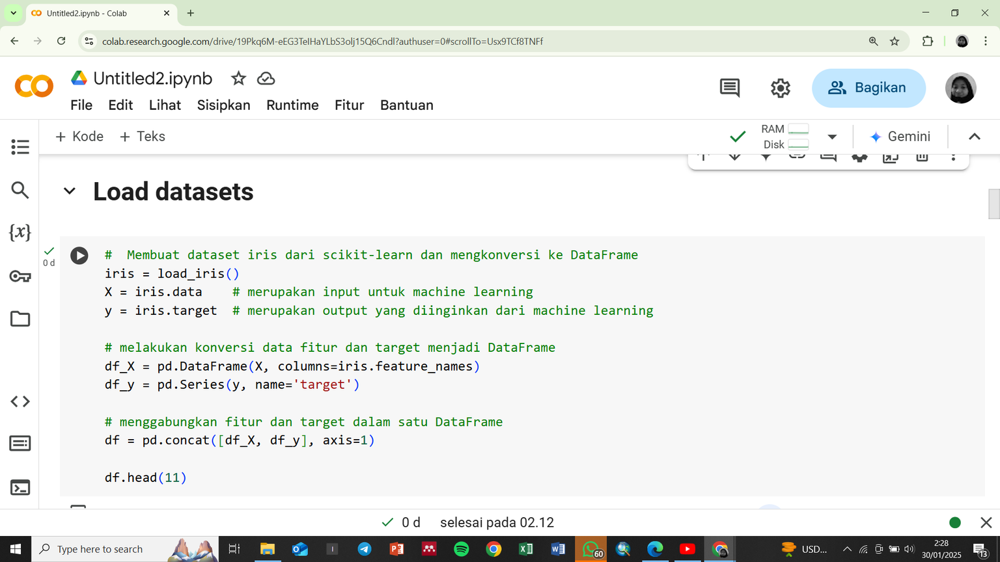 Untitled2.ipynb - Colab
colab.research.google.com/drive/19Pkq6M-eEG3TeIHaYLbS3olj15Q6Cndl?authuser=0#scrollTo=Usx9TCf8TNFf
Untitled2.ipynb
File Edit Lihat Sisipkan Runtime Fitur Bantuan
Bagikan
+ Kode + Teks
RAM
Disk
Gemini
Load datasets
0 d
#  Membuat dataset iris dari scikit-learn dan mengkonversi ke DataFrame
iris = load_iris()
X = iris.data    # merupakan input untuk machine learning
y = iris.target  # merupakan output yang diinginkan dari machine learning
# melakukan konversi data fitur dan target menjadi DataFrame
df_X = pd.DataFrame(X, columns=iris.feature_names)
df_y = pd.Series(y, name='target')
# menggabungkan fitur dan target dalam satu DataFrame
df = pd.concat([df_X, df_y], axis=1)
df.head(11)
0 d selesai pada 02.12
Type here to search
60
USD...
2:28
30/01/2025
13